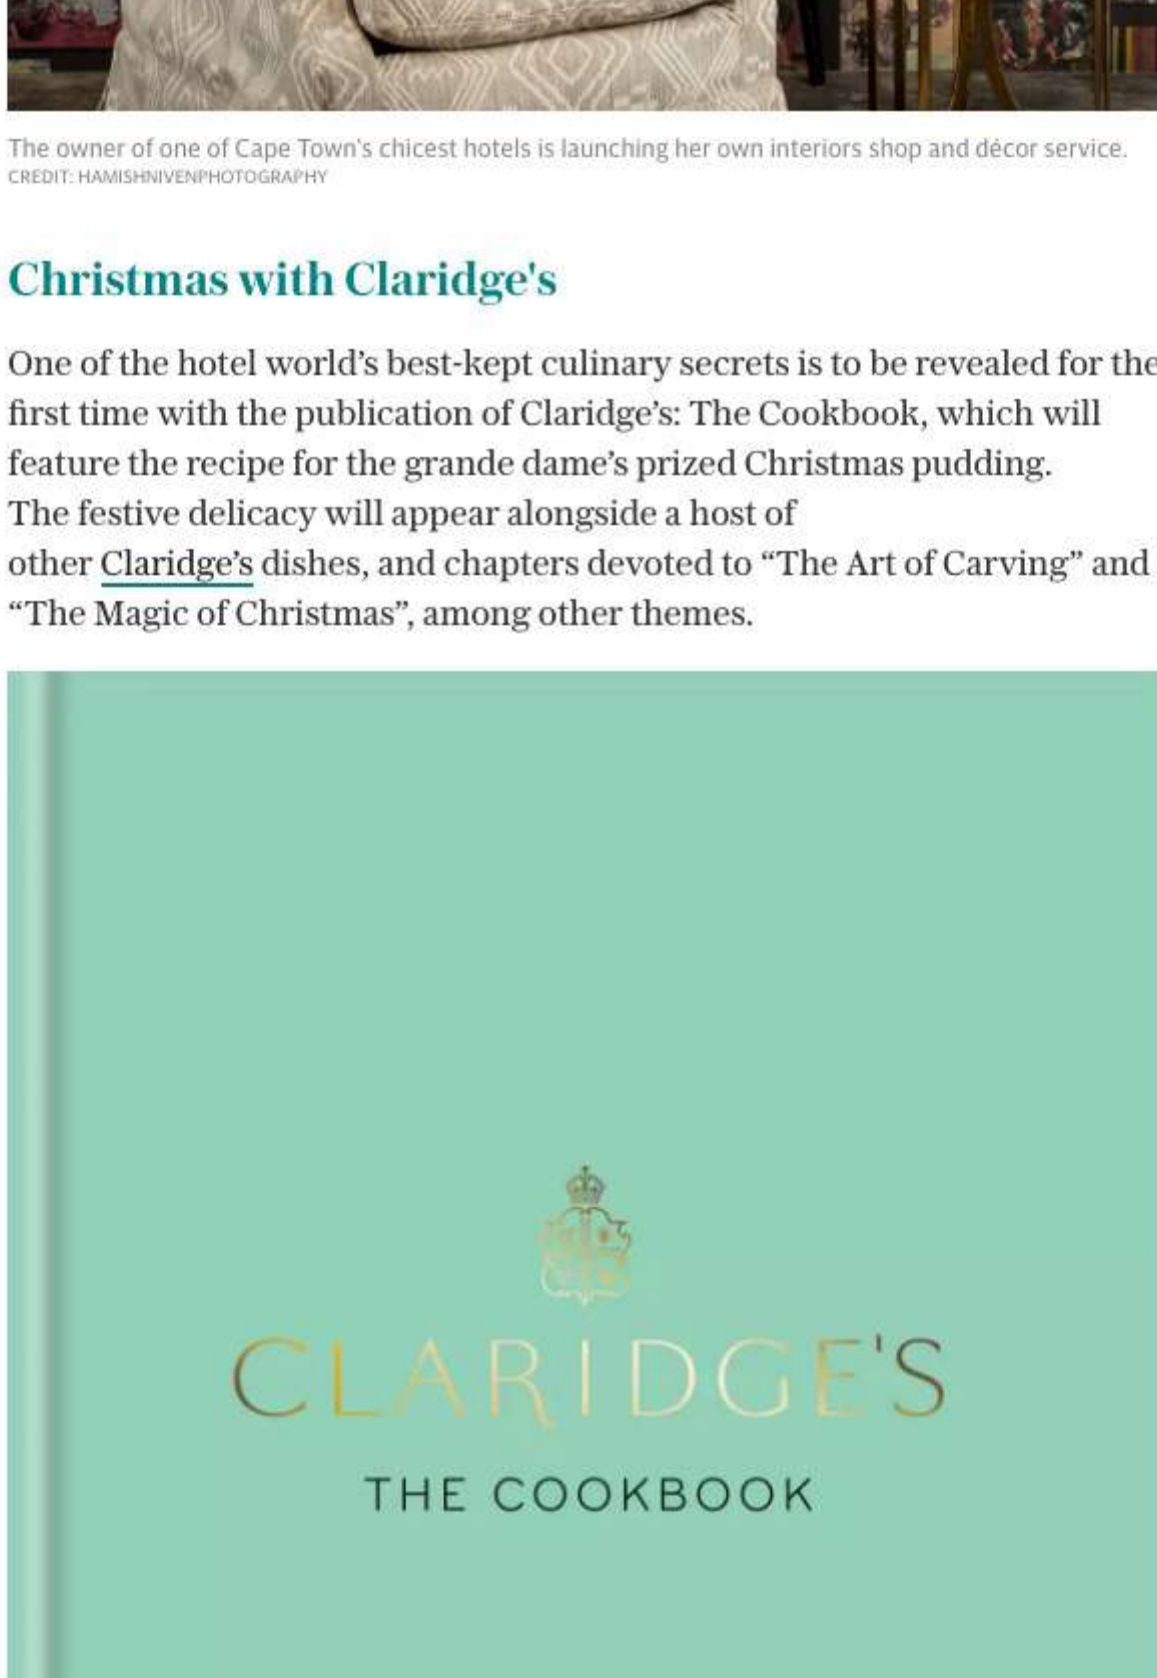 The owner of one of Cape Town's chicest hotels is launching her own interiors shop and décor service.
CREDIT: HAMISHNIVENPHOTOGRAPHY
Christmas with Claridge's
One of the hotel world’s best-kept culinary secrets is to be revealed for the
first time with the publication of Claridge’s: The Cookbook, which will
feature the recipe for the grande dame’s prized Christmas pudding.
The festive delicacy will appear alongside a host of
other Claridge’s dishes, and chapters devoted to “The Art of Carving” and
“The Magic of Christmas”, among other themes.
CLARIDGE'S
THE COOKBOOK